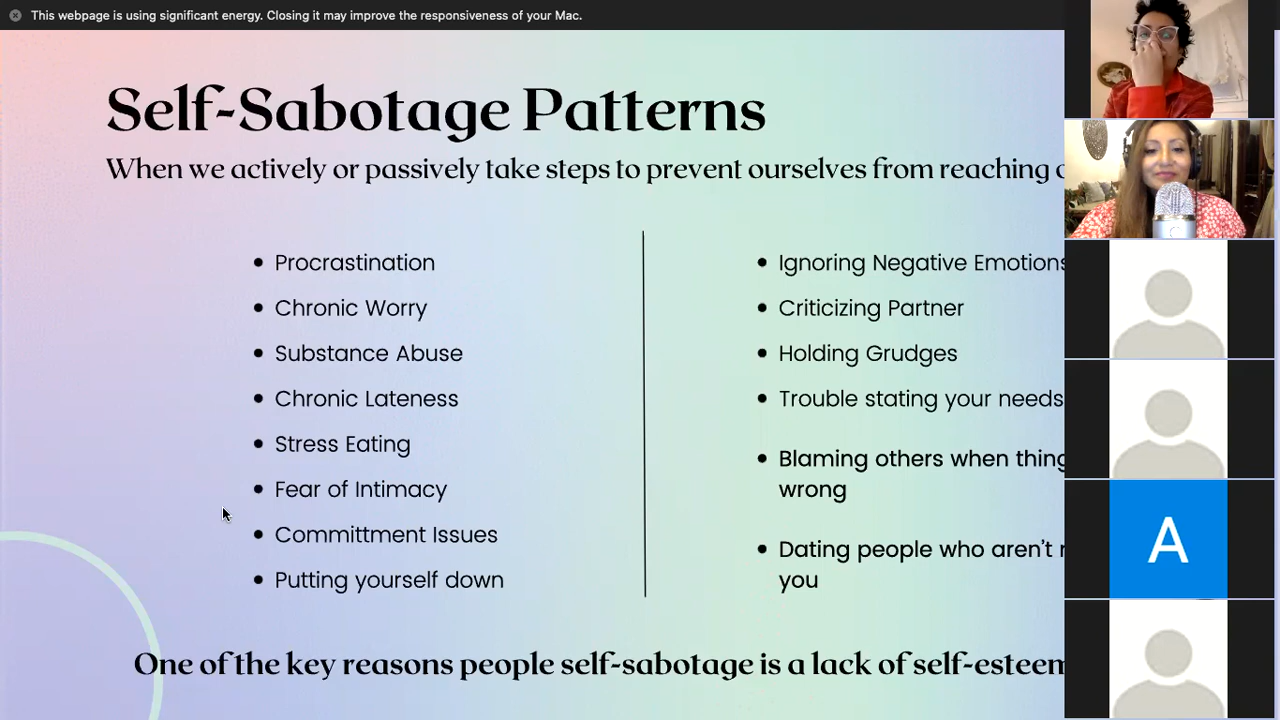 This webpage is using significant energy. Closing it may improve the responsiveness of your Mac.
Self-Sabotage Patterns
When we actively or passively take steps to prevent ourselves from reaching
• Procrastination
• Chronic Worry
• Substance Abuse
• Chronic Lateness
• Stress Eating
• Fear of Intimacy
• Committment Issues
• Putting yourself down
• Ignoring Negative Emotions
• Criticizing Partner
• Holding Grudges
• Trouble stating your needs
• Blaming others when thing
wrong
• Dating people who aren't
you
One of the key reasons people self-sabotage is a lack of self-esteem
A